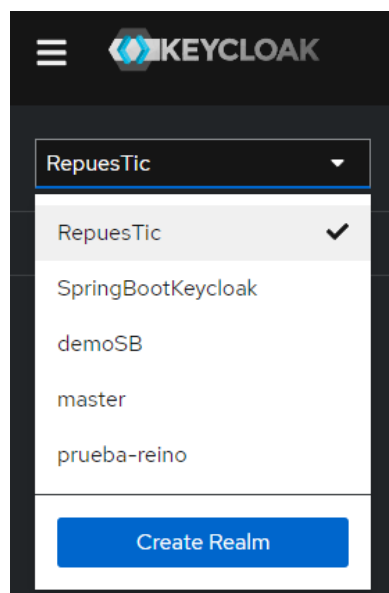 KEYCLOAK
RepuesTic
RepuesTic
SpringBootKeycloak
demoSB
master
prueba-reino
Create Realm